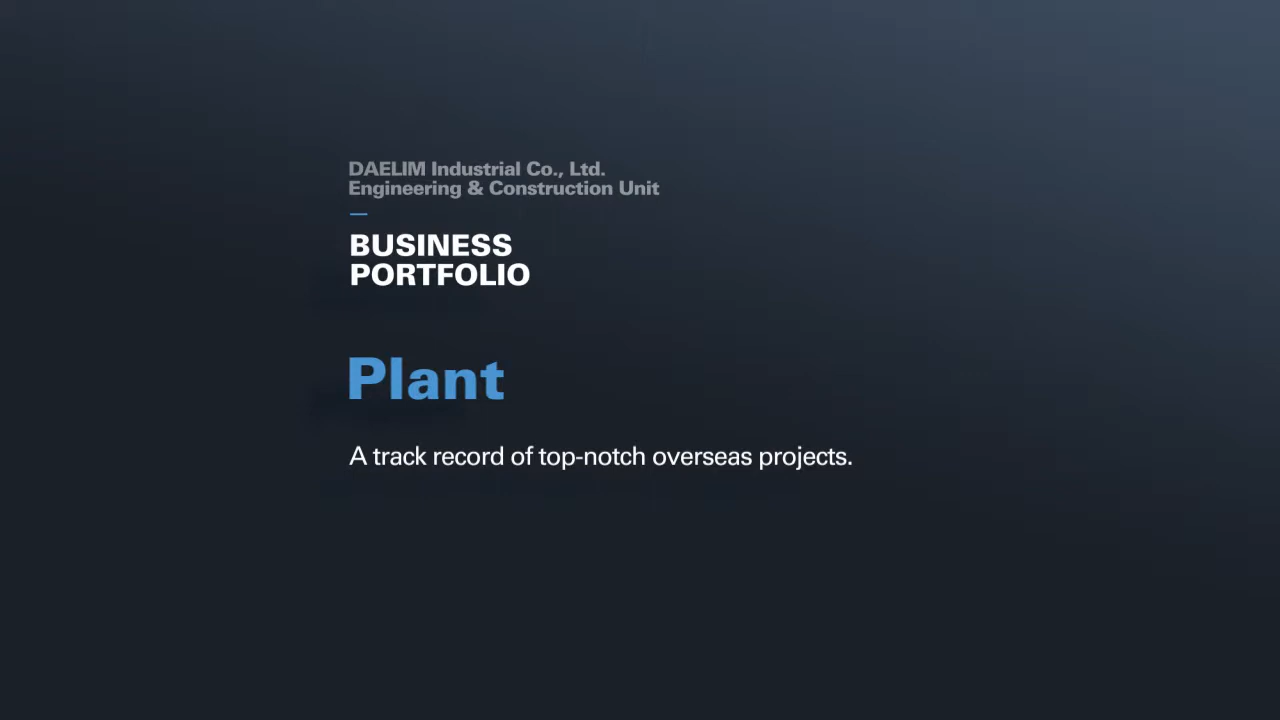 DAELIM Industrial Co., Ltd.
Engineering & Construction Unit
BUSINESS
PORTFOLIO
Plant
A track record of top-notch overseas projects.